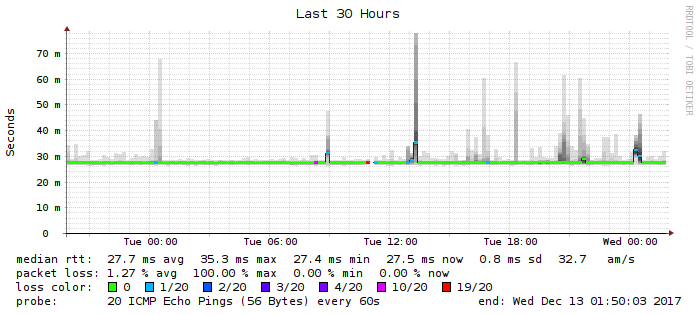 Last 30 Hours
RRDTOOL / TOBI OETIKER
Seconds
70 m
60 m
50 m
40 m
30 m
20 m
10 m
0
Tue 00:00 Tue 06:00 Tue 12:00 Tue 18:00 Wed 00:00
median rtt: 27.7 ms avg 35.3 ms max 27.4 ms min 27.5 ms now 0.8 ms sd 32.7 am/s
packet loss: 1.27 % avg 100.00 % max 0.00 % min 0.00 % now
loss color: 0 1/20 2/20 3/20 4/20 10/20 19/20
probe: 20 ICMP Echo Pings (56 Bytes) every 60s end: Wed Dec 13 01:50:03 2017